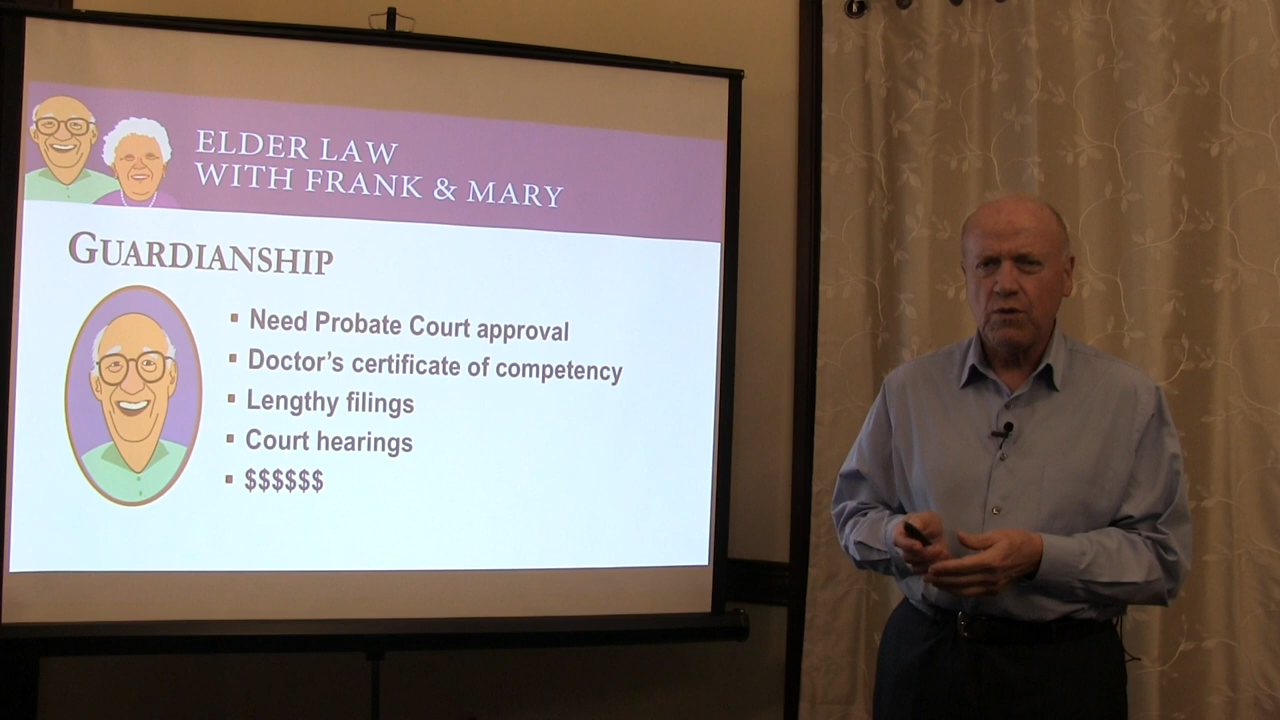 ELDER LAW
WITH FRANK & MARY
GUARDIANSHIP
▪ Need Probate Court approval
▪ Doctor’s certificate of competency
▪ Lengthy filings
▪ Court hearings
▪ $$$$$$